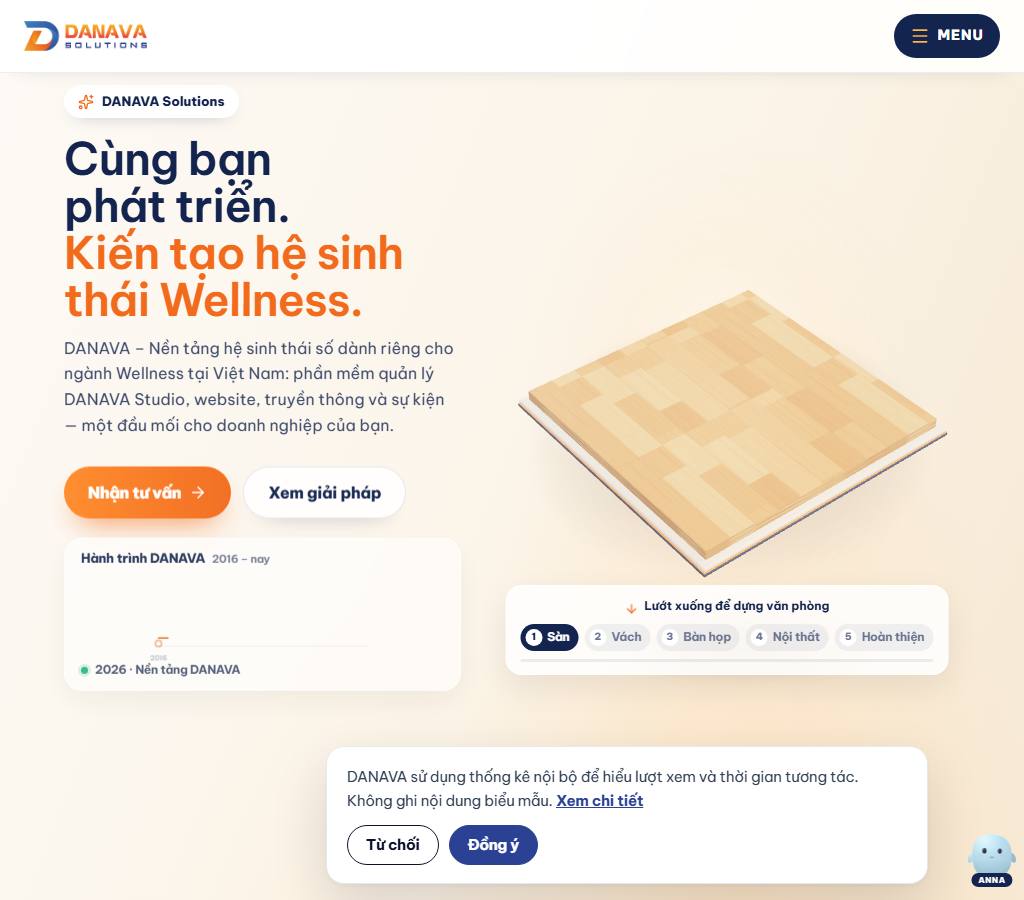 DANAVA
SOLUTIONS
MENU
DANAVA Solutions
Cùng bạn
phát triển.
Kiến tạo hệ sinh
thái Wellness.
DANAVA – Nền tảng hệ sinh thái số dành riêng cho
ngành Wellness tại Việt Nam: phần mềm quản lý
DANAVA Studio, website, truyền thông và sự kiện
— một đầu mối cho doanh nghiệp của bạn.
Nhận tư vấn
Xem giải pháp
Hành trình DANAVA 2016 – nay
2016
2026 · Nền tảng DANAVA
Lướt xuống để dựng văn phòng
1 Sàn 2 Vách 3 Bàn họp 4 Nội thất 5 Hoàn thiện
DANAVA sử dụng thống kê nội bộ để hiểu lượt xem và thời gian tương tác.
Không ghi nội dung biểu mẫu. Xem chi tiết
Từ chối
Đồng ý
ANNA